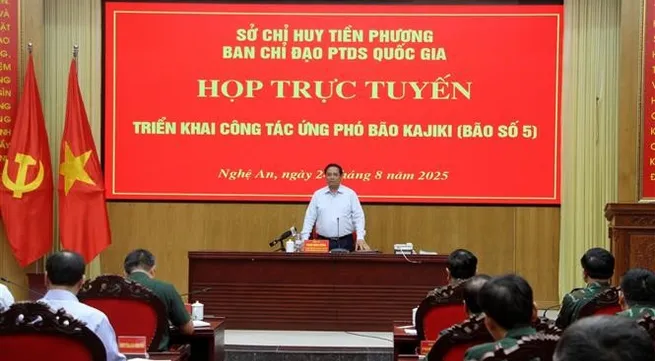 SỞ CHỈ HUY TIỀN PHƯƠNG
BAN CHỈ ĐẠO PTDS QUỐC GIA
HỌP TRỰC TUYẾN
TRIỂN KHAI CÔNG TÁC ỨNG PHÓ BÃO KAJIKI (BÃO SỐ 5)
Nghệ An, ngày 8 năm 2025